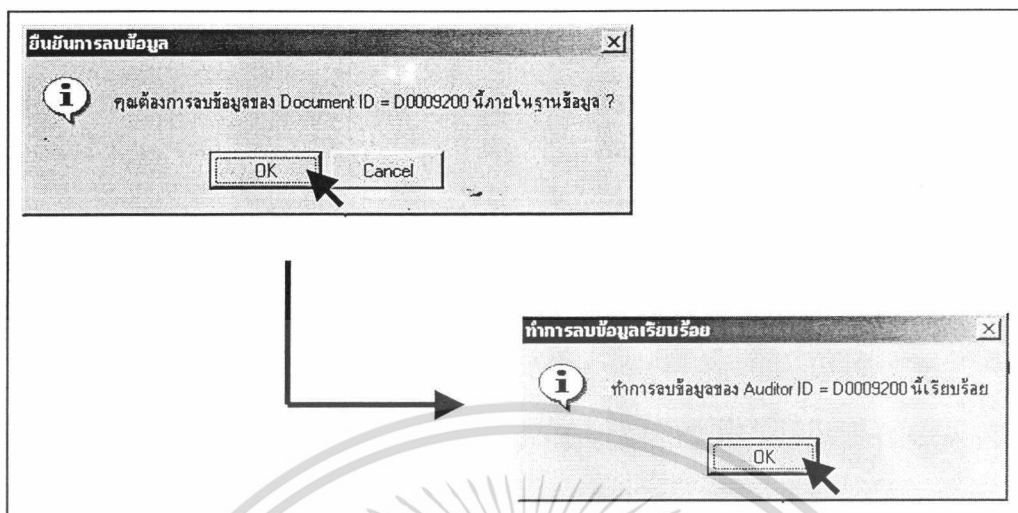 ยืนยันการลบข้อมูล
คุณต้องการลบข้อมูลของ Document ID = D0009200 นี้ภายในฐานข้อมูล ?
OK Cancel
ทำการลบข้อมูลเรียบร้อย
ทำการลบข้อมูลของ Auditor ID = D0009200 นี้เรียบร้อย
OK